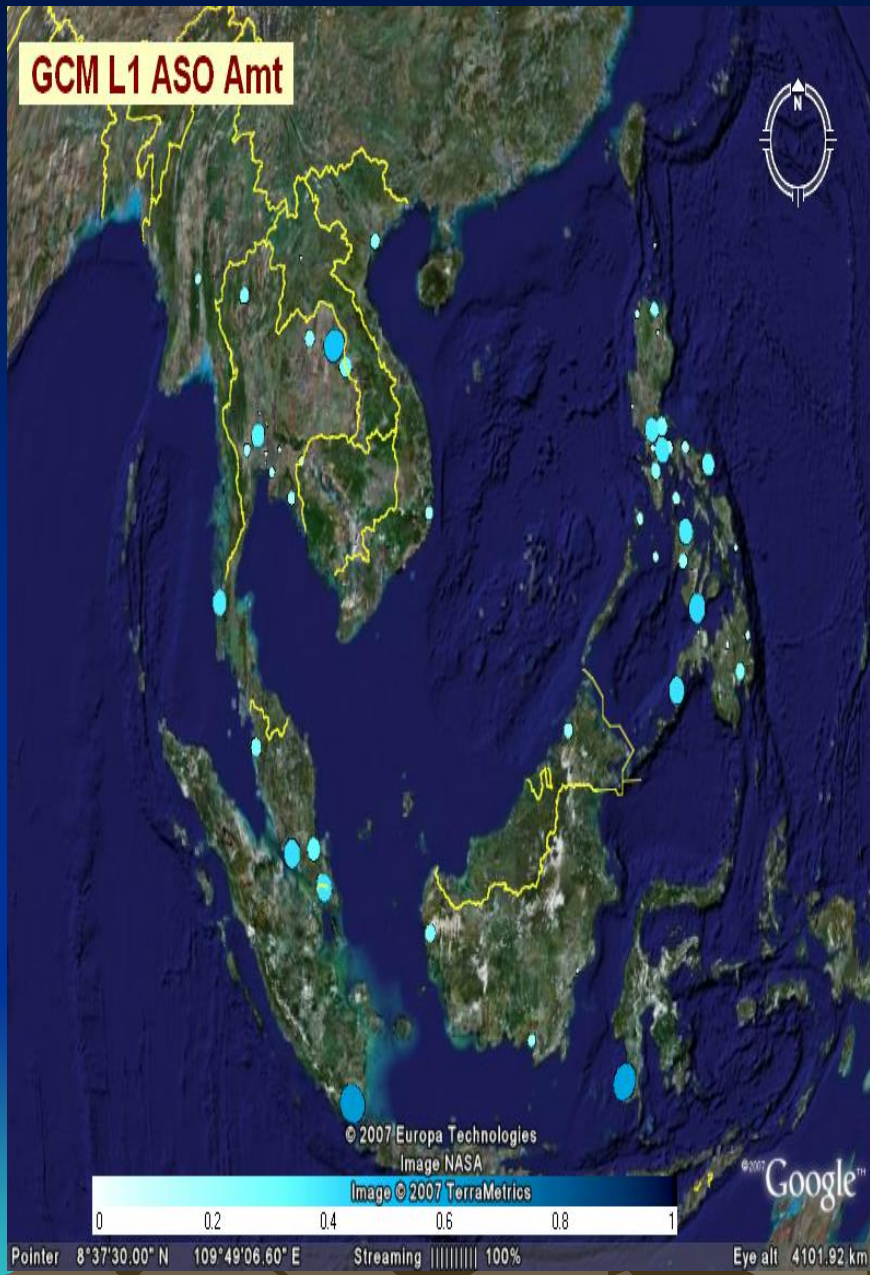 GCM L1 ASO Amt
N
© 2007 Europa Technologies
Image NASA
Image © 2007 TerraMetrics
©2007 Google™
0 0.2 0.4 0.6 0.8 1
Pointer 8°37'30.00" N 109°49'06.60" E Streaming |||||||||| 100% Eye alt 4101.92 km